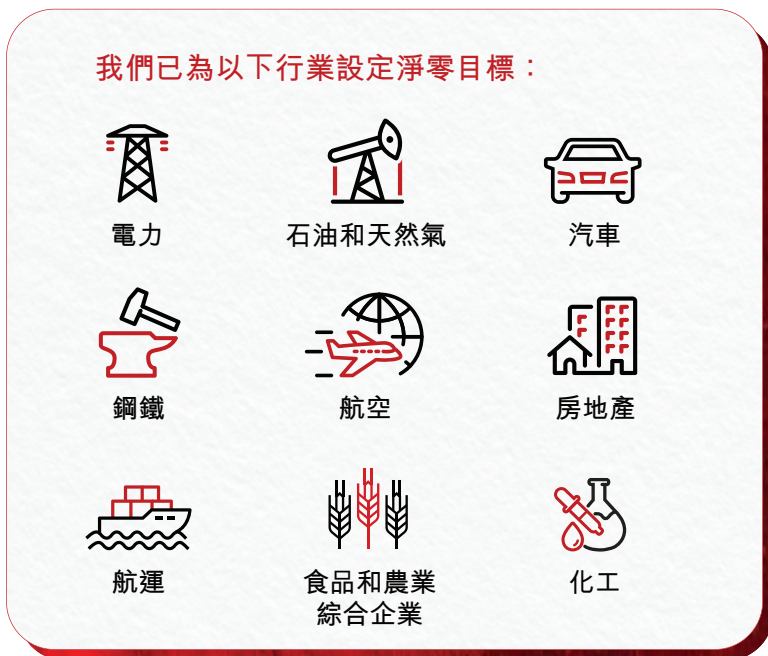 我們已為以下行業設定淨零目標：
電力
石油和天然氣
汽車
鋼鐵
航空
房地產
航運
食品和農業
綜合企業
化工